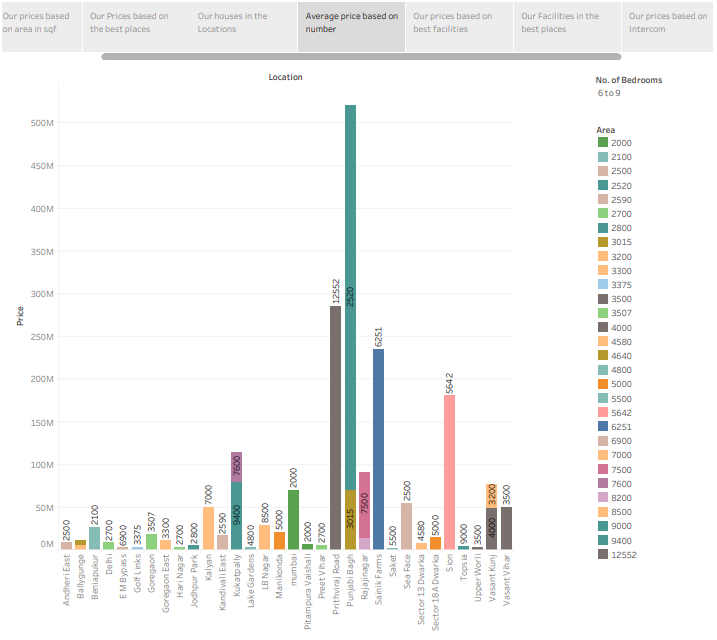 Our prices based on area in sqf
Our Prices based on the best places
Our houses in the Locations
Average price based on number
Our prices based on best facilities
Our Facilities in the best places
Our prices based on Intercom
Location
No. of Bedrooms
6 to 9
Area
2000
2100
2500
2520
2590
2700
2800
3015
3200
3300
3375
3500
3507
4000
4580
4640
4800
5000
5500
5642
6251
6900
7000
7500
7600
8200
8500
9000
9400
12552
Price
500M
450M
400M
350M
300M
250M
200M
150M
100M
50M
0M
2500
2100
2700
6900
3375
3507
3300
2700
2800
7000
2590
7600
9400
4800
8500
5000
2000
2000
2700
12552
2520
3015
7500
6251
5500
2500
4580
5000
5642
9000
3500
3200
4000
3500
Andheri East
Ballygunge
Beniapukur
Delhi
E M Bypass
Golf Links
Goregaon
Goregaon East
Hari Nagar
Jodhpur Park
Kalyan
Kandivali East
Kukatpally
Lake Gardens
LB Nagar
Manikonda
mumbai
Pitampura Vaishali
Preet Vihar
Prithviraj Road
Punjabi Bagh
Rajajinagar
Sainik Farms
Saket
Sea Face
Sector 13 Dwarka
Sector 18A Dwarka
Sion
Topsia
Upper Worli
Vasant Kunj
Vasant Vihar